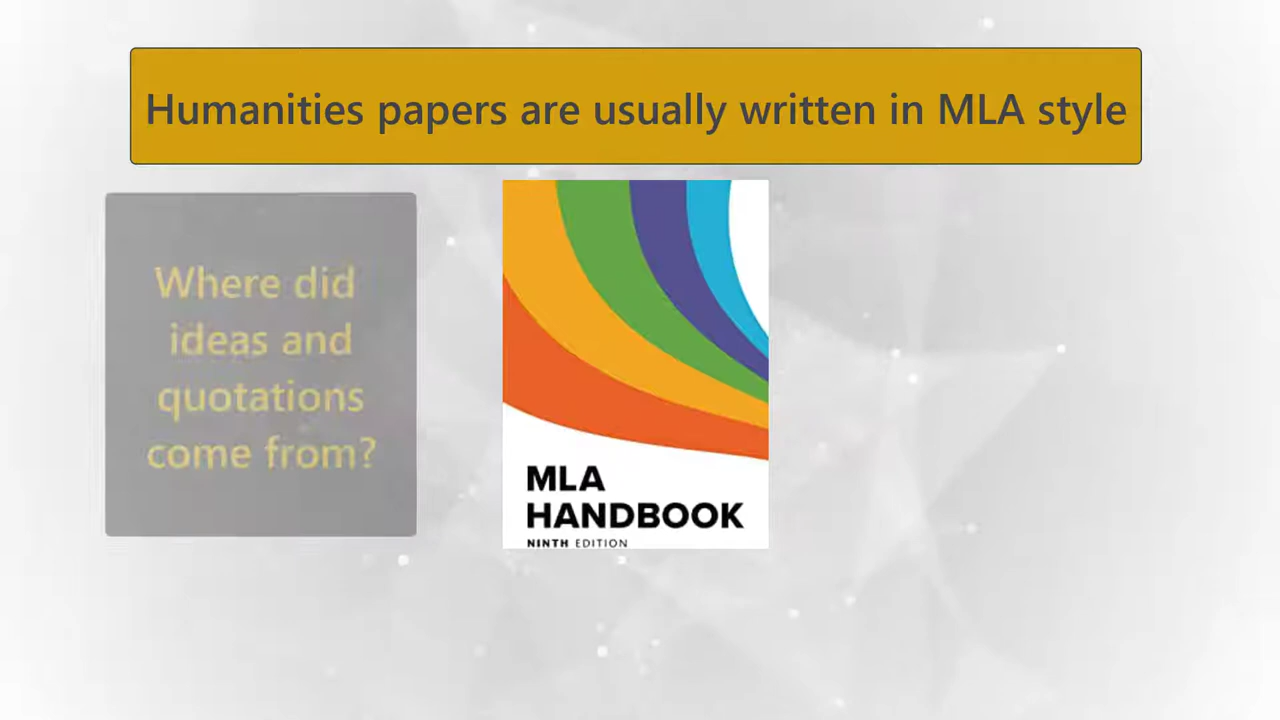 Humanities papers are usually written in MLA style
Where did
ideas and
quotations
come from?
MLA
HANDBOOK
NINTH EDITION